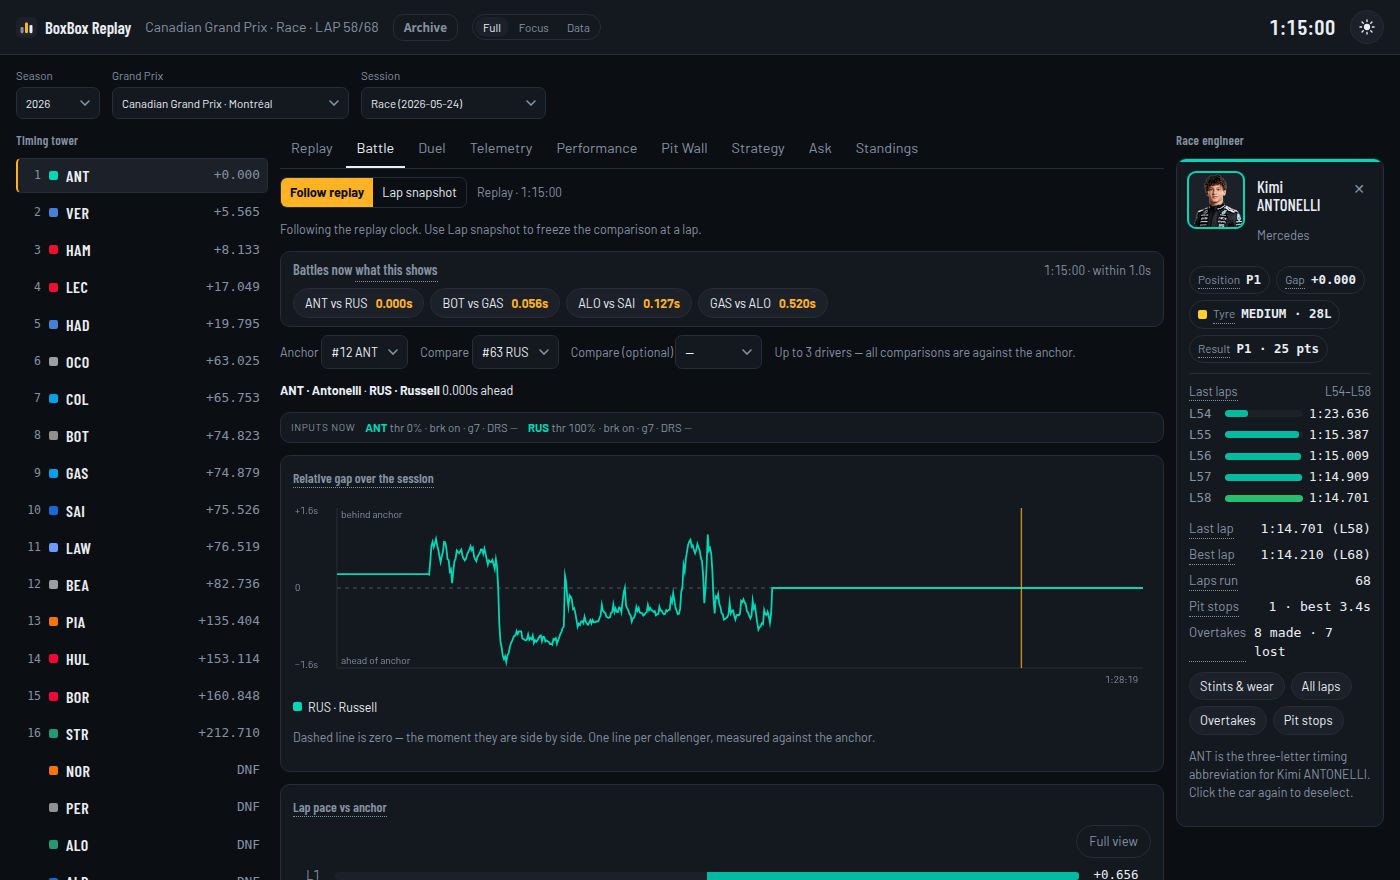 BoxBox Replay Canadian Grand Prix · Race · LAP 58/68 Archive Full Focus Data 1:15:00
Season Grand Prix Session
2026 Canadian Grand Prix · Montréal Race (2026-05-24)
Timing tower
1 ANT +0.000
2 VER +5.565
3 HAM +8.133
4 LEC +17.049
5 HAD +19.795
6 OCO +63.025
7 COL +65.753
8 BOT +74.823
9 GAS +74.879
10 SAI +75.526
11 LAW +76.519
12 BEA +82.736
13 PIA +135.404
14 HUL +153.114
15 BOR +160.848
16 STR +212.710
NOR DNF
PER DNF
ALO DNF
Replay Battle Duel Telemetry Performance Pit Wall Strategy Ask Standings
Follow replay Lap snapshot Replay · 1:15:00
Following the replay clock. Use Lap snapshot to freeze the comparison at a lap.
Battles now what this shows 1:15:00 · within 1.0s
ANT vs RUS 0.000s BOT vs GAS 0.056s ALO vs SAI 0.127s GAS vs ALO 0.520s
Anchor #12 ANT Compare #63 RUS Compare (optional) — Up to 3 drivers — all comparisons are against the anchor.
ANT · Antonelli · RUS · Russell 0.000s ahead
INPUTS NOW ANT thr 0% · brk on · g7 · DRS — RUS thr 100% · brk on · g7 · DRS —
Relative gap over the session
+1.6s behind anchor
0
−1.6s ahead of anchor
1:28:19
RUS · Russell
Dashed line is zero — the moment they are side by side. One line per challenger, measured against the anchor.
Lap pace vs anchor
Full view
L1 +0.656
Race engineer
Kimi
ANTONELLI
Mercedes
Position P1 Gap +0.000
Tyre MEDIUM · 28L
Result P1 · 25 pts
Last laps L54–L58
L54 1:23.636
L55 1:15.387
L56 1:15.009
L57 1:14.909
L58 1:14.701
Last lap 1:14.701 (L58)
Best lap 1:14.210 (L68)
Laps run 68
Pit stops 1 · best 3.4s
Overtakes 8 made · 7
lost
Stints & wear All laps
Overtakes Pit stops
ANT is the three-letter timing
abbreviation for Kimi ANTONELLI.
Click the car again to deselect.